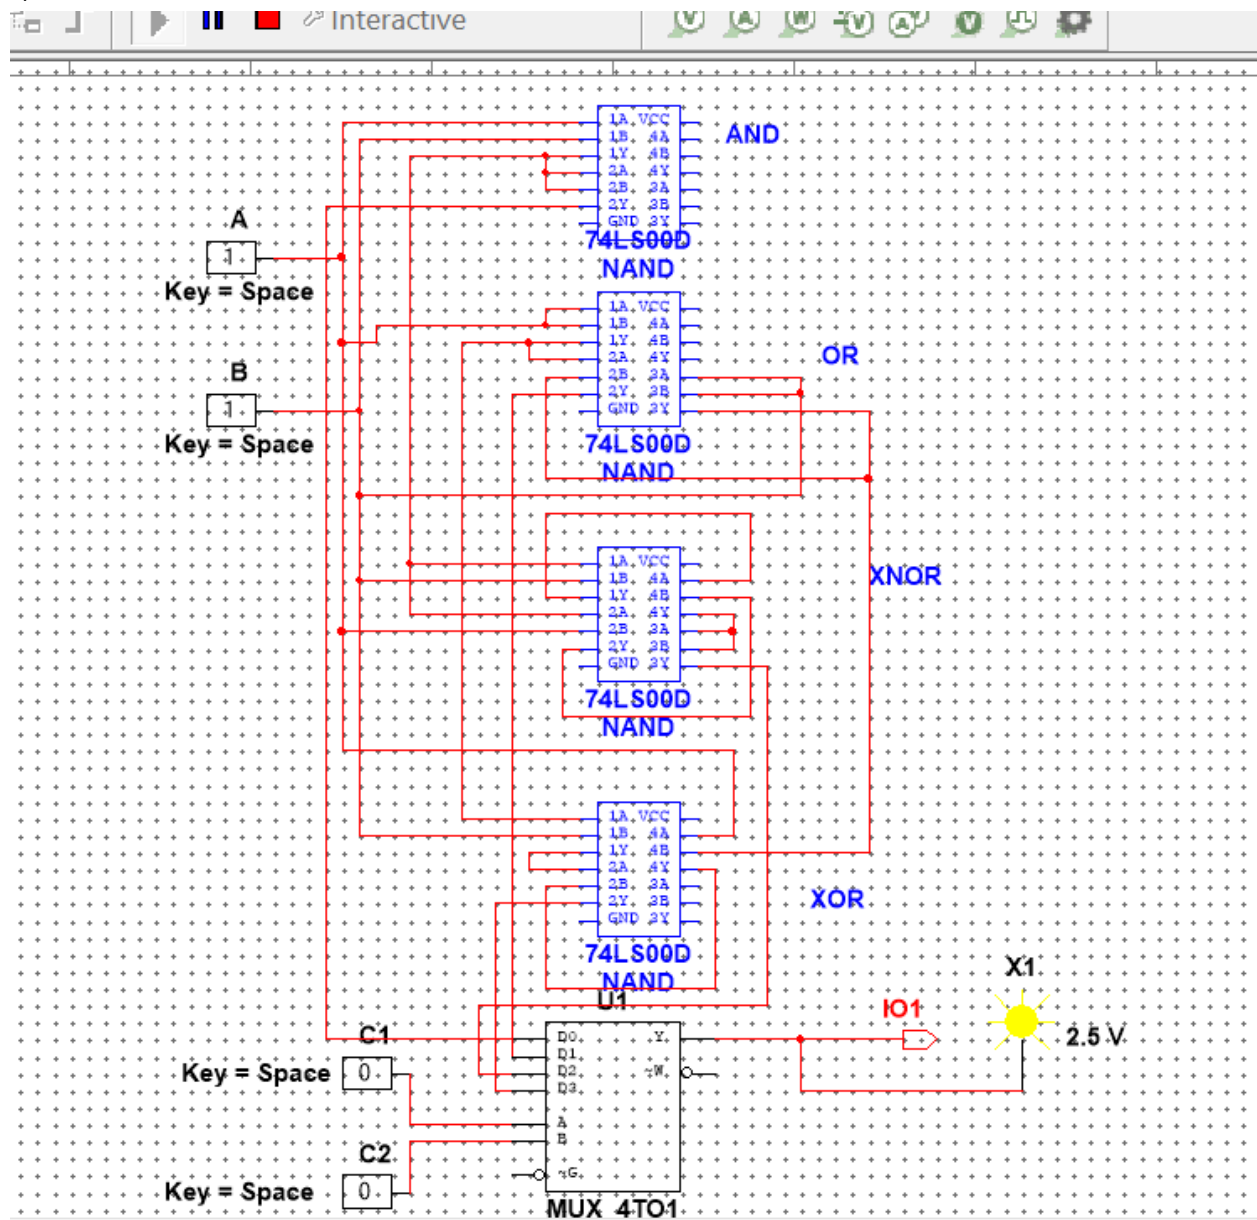 Interactive
V A W V A V
1A VCC
1B 4A
1Y 4B
2A 4Y
2B 3A
2Y 3B
GND 3Y
74LS00D
NAND
AND
A
1
Key = Space
1A VCC
1B 4A
1Y 4B
2A 4Y
2B 3A
2Y 3B
GND 3Y
74LS00D
NAND
OR
B
1
Key = Space
1A VCC
1B 4A
1Y 4B
2A 4Y
2B 3A
2Y 3B
GND 3Y
74LS00D
NAND
XNOR
1A VCC
1B 4A
1Y 4B
2A 4Y
2B 3A
2Y 3B
GND 3Y
74LS00D
NAND
XOR
U1
D0 Y
D1
D2 ~W
D3
A
B
~G
MUX_4TO1
C1
Key = Space 0
C2
Key = Space 0
IO1
X1
2.5 V